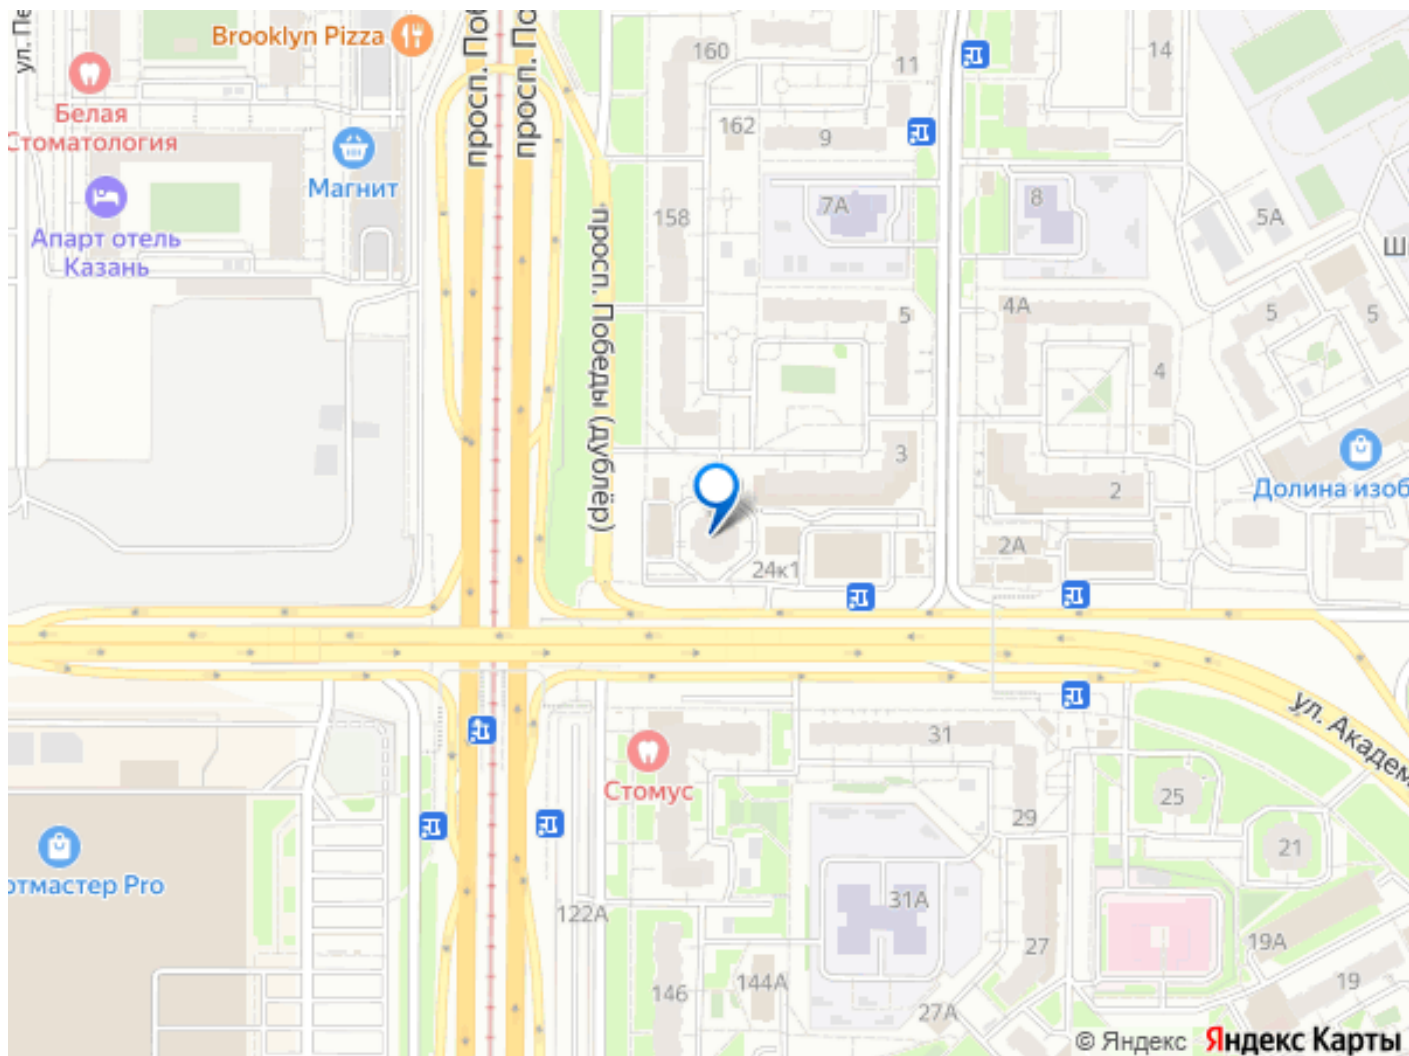 ул. Пе
Brooklyn Pizza
просп. Поб
просп. По
160
11
14
Белая
Стоматология
162
9
Магнит
7А
8
5А
158
Апарт отель
Казань
просп. Победы (дублёр)
Ш
5
4А
5
5
4
3
2
Долина изоб
2А
24к1
ул. Академ
31
Стомус
25
29
21
отмастер Pro
31А
122А
27
19А
146
144А
27А
19
© Яндекс Яндекс Карты